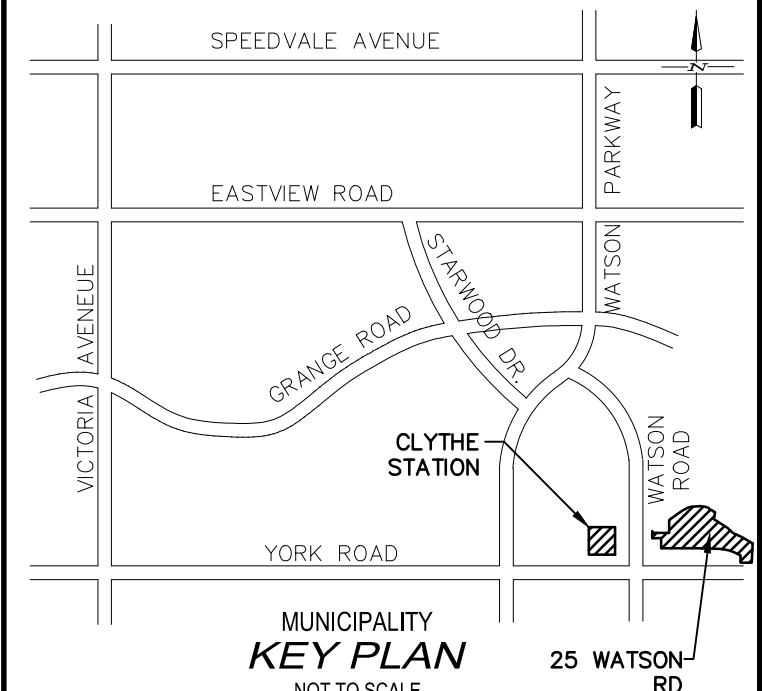 SPEEDVALE AVENUE
N
PARKWAY
EASTVIEW ROAD
WATSON
STARWOOD DR.
VICTORIA AVENEUE
GRANGE ROAD
CLYTHE
STATION
WATSON
ROAD
YORK ROAD
MUNICIPALITY
KEY PLAN
NOT TO SCALE
25 WATSON
RD